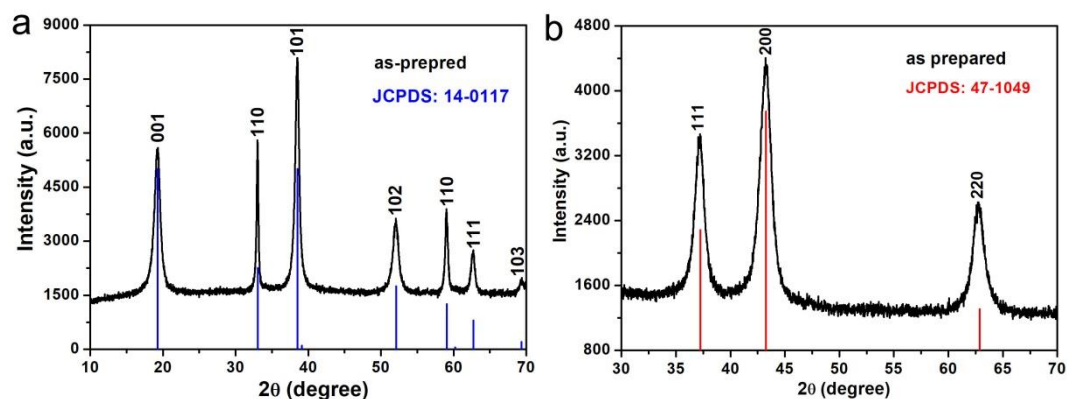 a
9000
7500
6000
4500
3000
1500
0
Intensity (a.u.)
001
110
101
102
110
111
103
as-prepred
JCPDS: 14-0117
10 20 30 40 50 60 70
2θ (degree)
b
4800
4000
3200
2400
1600
800
Intensity (a.u.)
111
200
220
as prepared
JCPDS: 47-1049
30 35 40 45 50 55 60 65 70
2θ (degree)